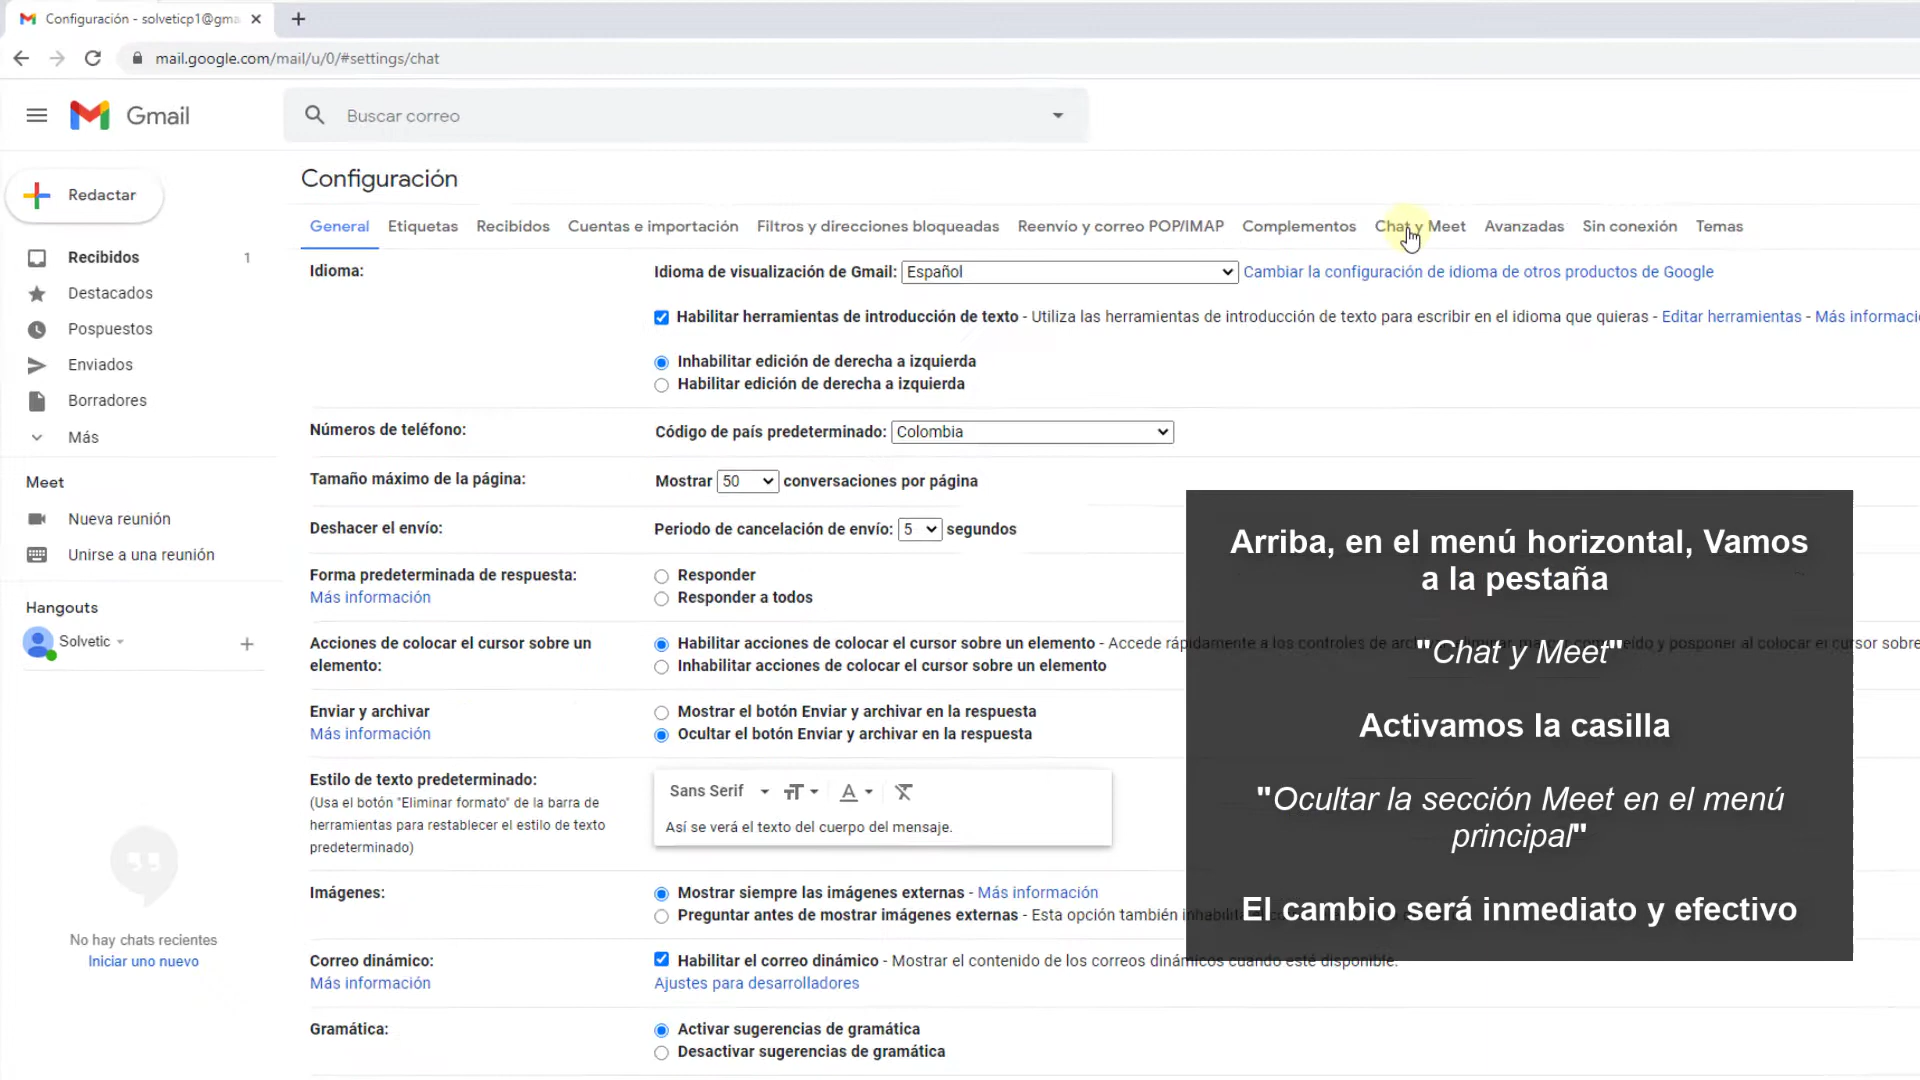 Configuración - solveticp1@gma
mail.google.com/mail/u/0/#settings/chat
Gmail
Buscar correo
Redactar
Recibidos 1
Destacados
Pospuestos
Enviados
Borradores
Más
Meet
Nueva reunión
Unirse a una reunión
Hangouts
Solvetic
No hay chats recientes
Iniciar uno nuevo
Configuración
General Etiquetas Recibidos Cuentas e importación Filtros y direcciones bloqueadas Reenvío y correo POP/IMAP Complementos Chat y Meet Avanzadas Sin conexión Temas
Idioma: Idioma de visualización de Gmail: Español Cambiar la configuración de idioma de otros productos de Google
Habilitar herramientas de introducción de texto - Utiliza las herramientas de introducción de texto para escribir en el idioma que quieras - Editar herramientas - Más informaci
Inhabilitar edición de derecha a izquierda
Habilitar edición de derecha a izquierda
Números de teléfono: Código de país predeterminado: Colombia
Tamaño máximo de la página: Mostrar 50 conversaciones por página
Deshacer el envío: Periodo de cancelación de envío: 5 segundos
Forma predeterminada de respuesta: Responder
Más información Responder a todos
Acciones de colocar el cursor sobre un Habilitar acciones de colocar el cursor sobre un elemento - Accede rápidamente a los controles de y posponer al colocar el cursor sobre
elemento: Inhabilitar acciones de colocar el cursor sobre un elemento
Enviar y archivar Mostrar el botón Enviar y archivar en la respuesta
Más información Ocultar el botón Enviar y archivar en la respuesta
Estilo de texto predeterminado: Sans Serif
(Usa el botón "Eliminar formato" de la barra de
herramientas para restablecer el estilo de texto Así se verá el texto del cuerpo del mensaje.
predeterminado)
Imágenes: Mostrar siempre las imágenes externas - Más información
Preguntar antes de mostrar imágenes externas - Esta opción también
Correo dinámico: Habilitar el correo dinámico - Mostrar el contenido de los correos dinámicos cuando esté disponible.
Más información Ajustes para desarrolladores
Gramática: Activar sugerencias de gramática
Desactivar sugerencias de gramática
Arriba, en el menú horizontal, Vamos
a la pestaña
"Chat y Meet"
Activamos la casilla
"Ocultar la sección Meet en el menú
principal"
El cambio será inmediato y efectivo